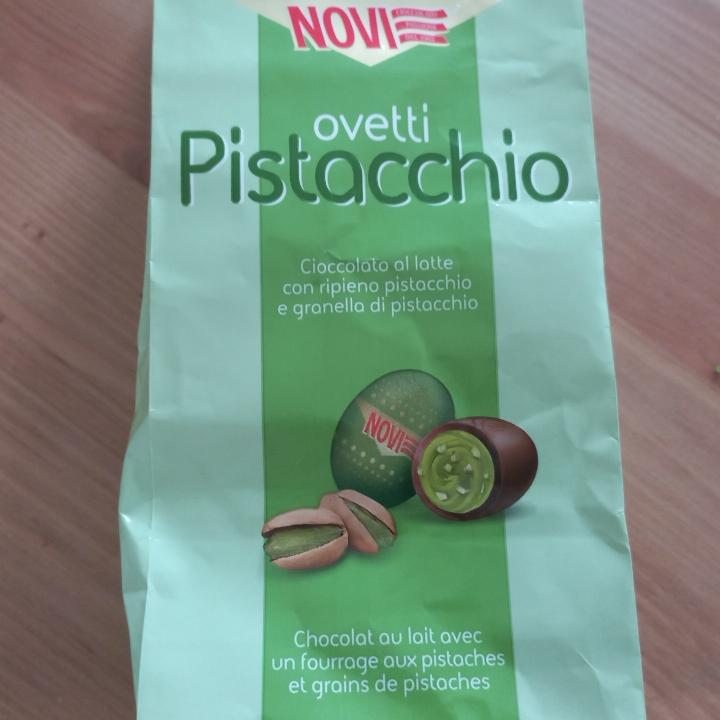 NOVI
ovetti
Pistacchio
Cioccolato al latte
con ripieno pistacchio
e granella di pistacchio
NOVI
Chocolat au lait avec
un fourrage aux pistaches
et grains de pistaches